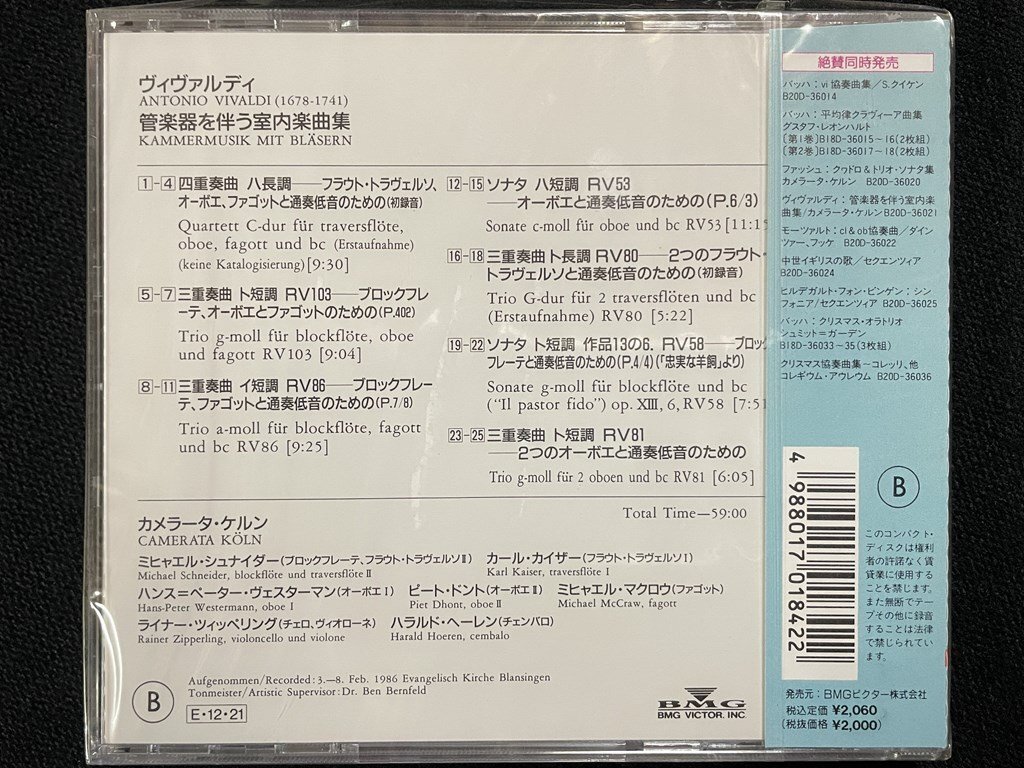 ヴィヴァルディ
ANTONIO VIVALDI (1678-1741)
管楽器を伴う室内楽曲集
KAMMERMUSIK MIT BLÄSERN
1-4 四重奏曲 ハ長調──フラウト・トラヴェルソ、
オーボエ、ファゴットと通奏低音のための(初録音)
Quartett C-dur für traversflöte,
oboe, fagott und bc (Erstaufnahme)
(keine Katalogisierung) [9:30]
5-7 三重奏曲 ト短調 RV103──ブロックフレ
ーテ、オーボエとファゴットのための(P.402)
Trio g-moll für blockflöte, oboe
und fagott RV103 [9:04]
8-11 三重奏曲 イ短調 RV86──ブロックフレー
テ、ファゴットと通奏低音のための(P.7/8)
Trio a-moll für blockflöte, fagott
und bc RV86 [9:25]
12-15 ソナタ ハ短調 RV53
──オーボエと通奏低音のための(P.6/3)
Sonate c-moll für oboe und bc RV53 [11:15
16-18 三重奏曲ト長調 RV80──2つのフラウト・
トラヴェルソと通奏低音のための(初録音)
Trio G-dur für 2 traversflöten und bc
(Erstaufnahme) RV80 [5:22]
19-22 ソナタ ト短調 作品13の6. RV58──ブロック
フレーテと通奏低音のための(P.4/4)(「忠実な羊飼」より)
Sonate g-moll für blockflöte und bc
("Il pastor fido") op. XIII, 6, RV58 [7:51
23-25 三重奏曲 ト短調 RV81
──2つのオーボエと通奏低音のための
Trio g-moll für 2 oboen und bc RV81 [6:05]
Total Time—59:00
カメラータ・ケルン
CAMERATA KÖLN
ミヒャエル・シュナイダー(ブロックフレーテ、フラウト・トラヴェルソⅡ)
Michael Schneider, blockflöte und traversflöte Ⅱ
カール・カイザー(フラウト・トラヴェルソⅠ)
Karl Kaiser, traversflöte Ⅰ
ハンス=ペーター・ヴェスターマン(オーボエⅠ)
Hans-Peter Westermann, oboe Ⅰ
ピート・ドント(オーボエⅡ)
Piet Dhont, oboe Ⅱ
ミヒャエル・マクロウ(ファゴット)
Michael McCraw, fagott
ライナー・ツィッペリング(チェロ、ヴィオローネ)
Rainer Zipperling, violoncello und violone
ハラルド・ヘーレン(チェンバロ)
Harald Hoeren, cembalo
Aufgenommen/Recorded: 3.—8. Feb. 1986 Evangelisch Kirche Blansingen
Tonmeister/Artistic Supervisor: Dr. Ben Bernfeld
B
E・12・21
BMG
BMG VICTOR. INC.
絶賛同時発売
バッハ：vl協奏曲集／S.クイケン
B20D-36014
バッハ：平均律クラヴィーア曲集
グスタフ・レオンハルト
〔第1巻〕B18D-36015～16(2枚組)
〔第2巻〕B18D-36017～18(2枚組)
ファッシュ：クヮドロ&トリオ・ソナタ集
カメラータ・ケルン B20D-36020
ヴィヴァルディ：管楽器を伴う室内楽
曲集／カメラータ・ケルン B20D-36021
モーツァルト：cl&ob協奏曲／ダイン
ツァー、フッケ B20D-36022
中世イギリスの歌／セクエンツィア
B20D-36024
ヒルデガルト・フォン・ビンゲン：シン
フォニア／セクエンツィア B20D-36025
バッハ：クリスマス・オラトリオ
シュミット=ガーデン
B18D-36033～35(3枚組)
クリスマス協奏曲集－コレッリ、他
コレギウム・アウレウム B20D-36036
4 988017 018422
B
このコンパクト・
ディスクは権利
者の許諾なく賃
貸業に使用する
ことを禁じます。
また無断でテー
プその他に録音
することは法律
で禁じられてい
ます。
発売元：BMGビクター株式会社
税込定価 ¥2,060
(税抜価格 ¥2,000)